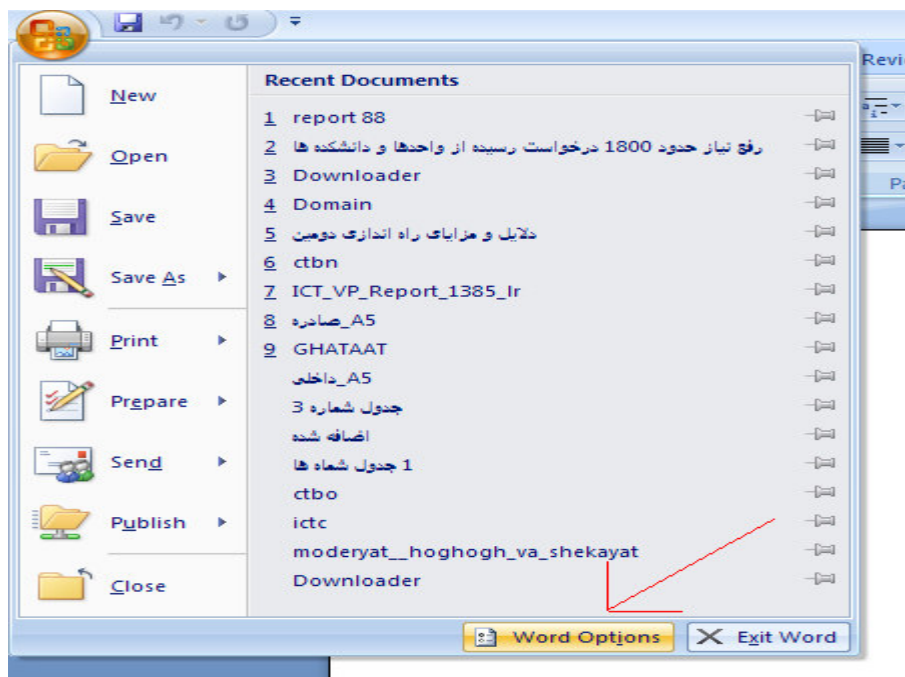 Revi
New
Open
Save
Save As
Print
Prepare
Send
Publish
Close
Recent Documents
1 report 88
2 رفع نیاز حدود 1800 درخواست رسیده از واحدها و دانشکده ها
3 Downloader
4 Domain
5 دلایل و مزایای راه اندازی دومین
6 ctbn
7 ICT_VP_Report_1385_Ir
8 صادره_A5
9 GHATAAT
داخلی_A5
جدول شماره 3
اضافه شده
1 جدول شماه ها
ctbo
ictc
moderyat__hoghogh_va_shekayat
Downloader
Pa
Word Options
Exit Word